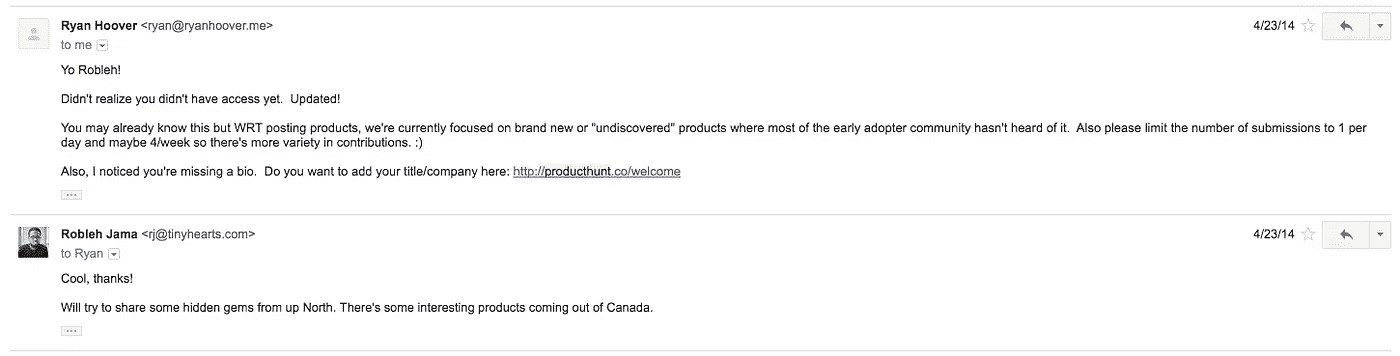 Ryan Hoover <ryan@ryanhoover.me> 4/23/14
to me
Yo Robleh!
Didn't realize you didn't have access yet.  Updated!
You may already know this but WRT posting products, we're currently focused on brand new or "undiscovered" products where most of the early adopter community hasn't heard of it.  Also please limit the number of submissions to 1 per
day and maybe 4/week so there's more variety in contributions. :)
Also, I noticed you're missing a bio.  Do you want to add your title/company here: http://producthunt.co/welcome
Robleh Jama <rj@tinyhearts.com> 4/23/14
to Ryan
Cool, thanks!
Will try to share some hidden gems from up North. There's some interesting products coming out of Canada.